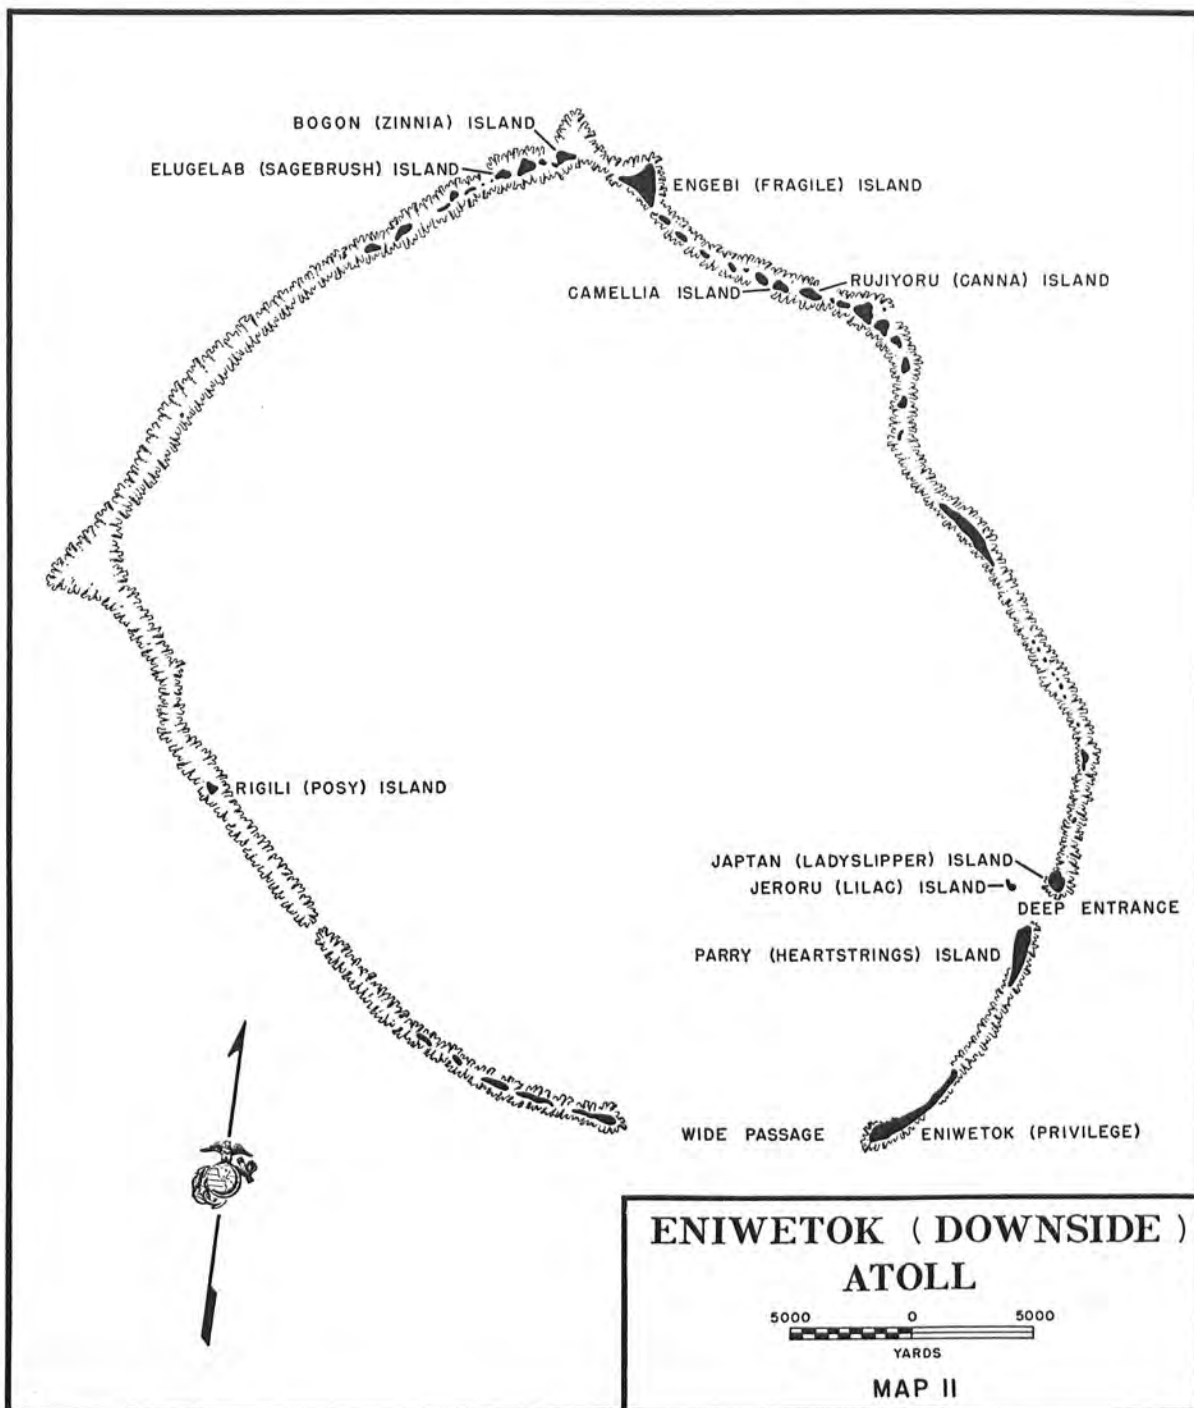 BOGON (ZINNIA) ISLAND
ELUGELAB (SAGEBRUSH) ISLAND
ENGEBI (FRAGILE) ISLAND
RUJIYORU (CANNA) ISLAND
CAMELLIA ISLAND
RIGILI (POSY) ISLAND
JAPTAN (LADYSLIPPER) ISLAND
JERORU (LILAC) ISLAND
DEEP ENTRANCE
PARRY (HEARTSTRINGS) ISLAND
WIDE PASSAGE
ENIWETOK (PRIVILEGE)
ENIWETOK (DOWNSIDE)
ATOLL
5000 0 5000
YARDS
MAP II